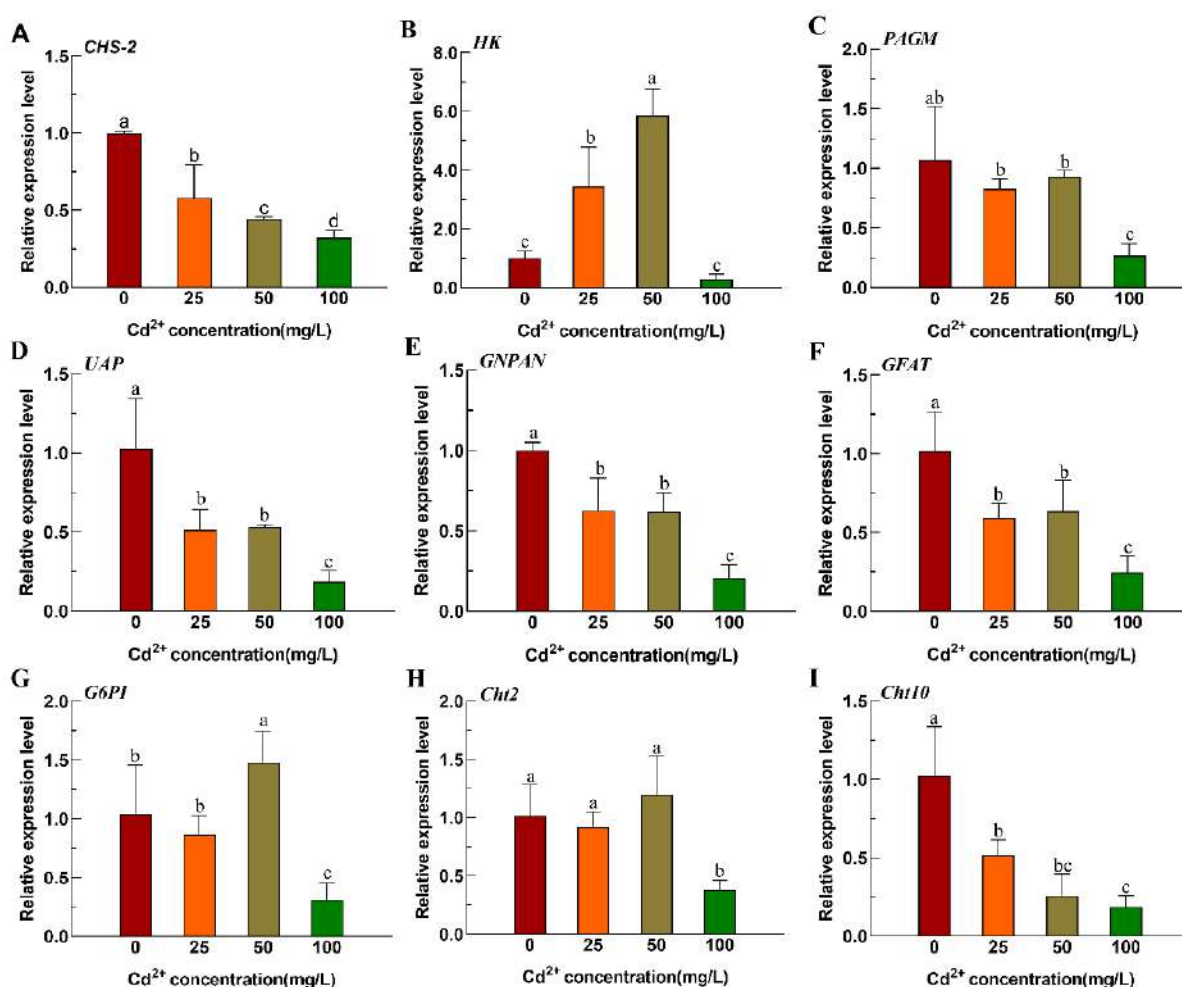 A CHS-2
Relative expression level
1.5
1.0
0.5
0.0
a
b
c
d
0 25 50 100
Cd²⁺ concentration(mg/L)
B HK
Relative expression level
8.0
6.0
4.0
2.0
0.0
c
b
a
c
0 25 50 100
Cd²⁺ concentration(mg/L)
C PAGM
Relative expression level
2.0
1.5
1.0
0.5
0.0
ab
b
b
c
0 25 50 100
Cd²⁺ concentration(mg/L)
D UAP
Relative expression level
1.5
1.0
0.5
0.0
a
b
b
c
0 25 50 100
Cd²⁺ concentration(mg/L)
E GNPAN
Relative expression level
1.5
1.0
0.5
0.0
a
b
b
c
0 25 50 100
Cd²⁺ concentration(mg/L)
F GFAT
Relative expression level
1.5
1.0
0.5
0.0
a
b
b
c
0 25 50 100
Cd²⁺ concentration(mg/L)
G G6PI
Relative expression level
2.0
1.5
1.0
0.5
0.0
b
b
a
c
0 25 50 100
Cd²⁺ concentration(mg/L)
H Cht2
Relative expression level
2.0
1.5
1.0
0.5
0.0
a
a
a
b
0 25 50 100
Cd²⁺ concentration(mg/L)
I Cht10
Relative expression level
1.5
1.0
0.5
0.0
a
b
bc
c
0 25 50 100
Cd²⁺ concentration(mg/L)